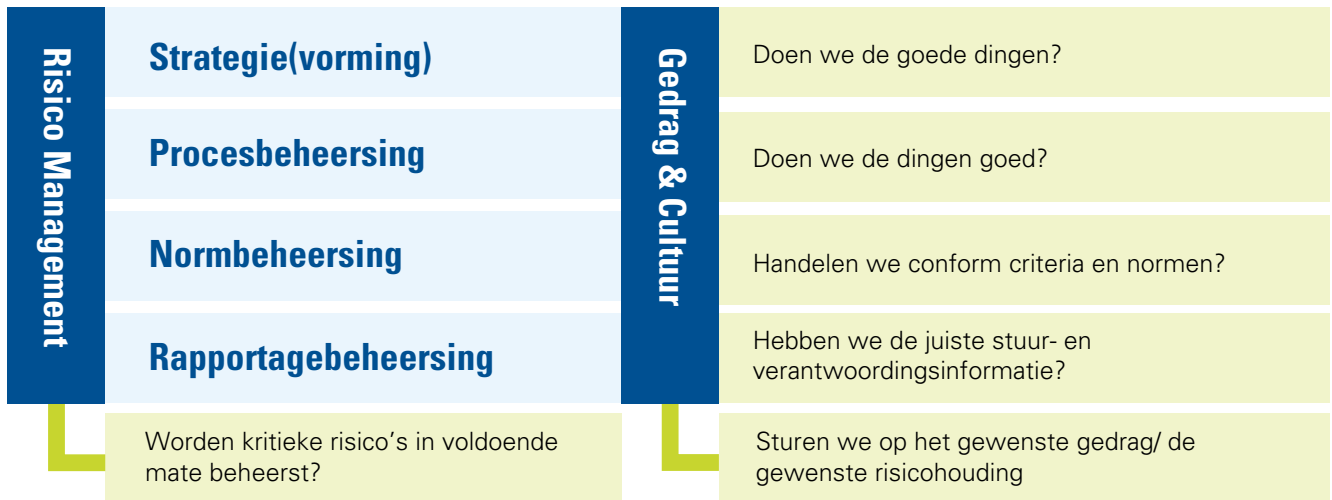 Risico Management
Strategie(vorming)
Procesbeheersing
Normbeheersing
Rapportagebeheersing
Gedrag & Cultuur
Doen we de goede dingen?
Doen we de dingen goed?
Handelen we conform criteria en normen?
Hebben we de juiste stuur- en
verantwoordingsinformatie?
Worden kritieke risico's in voldoende
mate beheerst?
Sturen we op het gewenste gedrag/ de
gewenste risicohouding